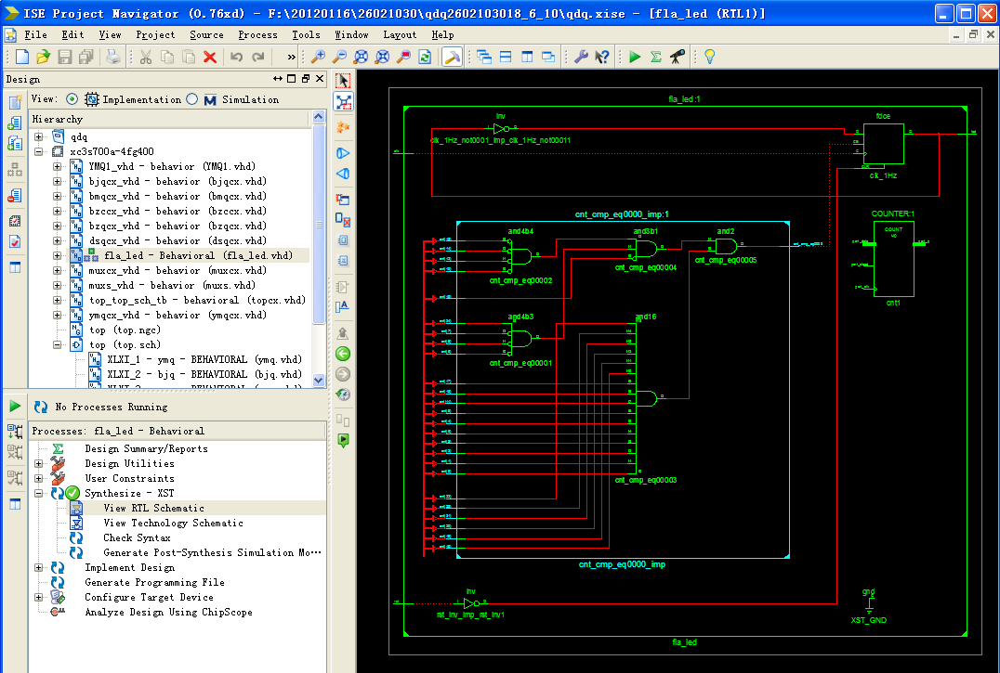 ISE Project Navigator (0.76xd) - F:\20120116\26021030\qdq2602103018_6_10\qdq.xise - [fla_led (RTL1)]
File Edit View Project Source Process Tools Window Layout Help
Design
View: Implementation Simulation
Hierarchy
qdq
xc3s700a-4fg400
YMQ1_vhd - behavior (YMQ1.vhd)
bjqcx_vhd - behavior (bjqcx.vhd)
bmqcx_vhd - behavior (bmqcx.vhd)
bzccx_vhd - behavior (bzccx.vhd)
bzqcx_vhd - behavior (bzqcx.vhd)
dsqcx_vhd - behavior (dsqcx.vhd)
fla_led - Behavioral (fla_led.vhd)
muxcx_vhd - behavior (muxcx.vhd)
muxs_vhd - behavior (muxs.vhd)
top_top_sch_tb - behavioral (topcx.vhd)
ymqcx_vhd - behavior (ymqcx.vhd)
top (top.ngc)
top (top.sch)
XLXI_1 - ymq - BEHAVIORAL (ymq.vhd)
XLXI_2 - bjq - BEHAVIORAL (bjq.vhd)
No Processes Running
Processes: fla_led - Behavioral
Design Summary/Reports
Design Utilities
User Constraints
Synthesize - XST
View RTL Schematic
View Technology Schematic
Check Syntax
Generate Post-Synthesis Simulation Mo...
Implement Design
Generate Programming File
Configure Target Device
Analyze Design Using ChipScope
fla_led:1
inv
clk_1Hz_not0001_imp_clk_1Hz_not00011
fdce
clk_1Hz
cnt_cmp_eq0000_imp:1
and4b4
cnt_cmp_eq00002
and3b1
cnt_cmp_eq00004
and2
cnt_cmp_eq00005
COUNTER:1
COUNT
cnt1
and4b3
cnt_cmp_eq00001
and16
cnt_cmp_eq00003
cnt_cmp_eq0000_imp
inv
rst_inv_imp_rst_inv1
gnd
XST_GND
fla_led